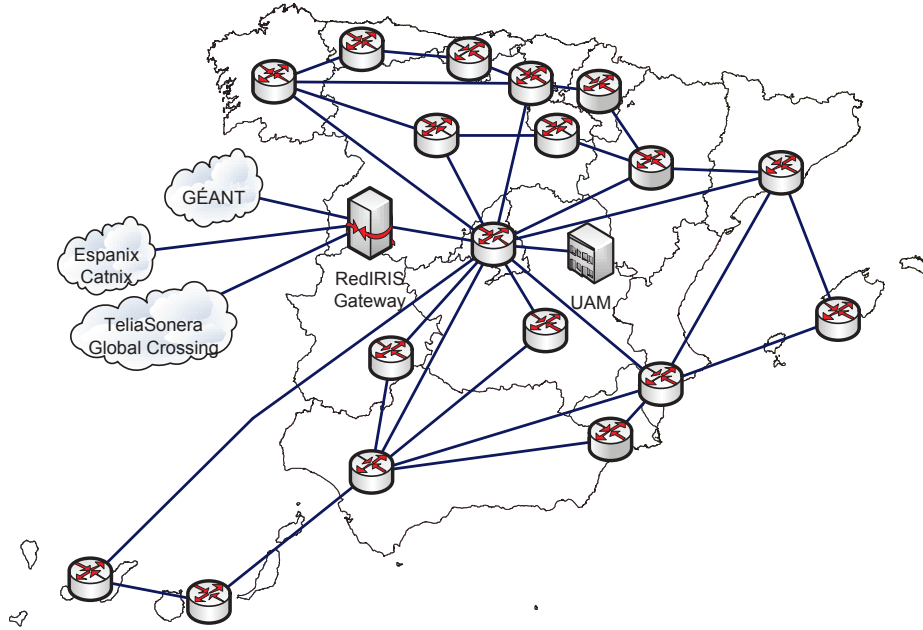 GÉANT
Espanix
Catnix
RedIRIS
Gateway
UAM
TeliaSonera
Global Crossing